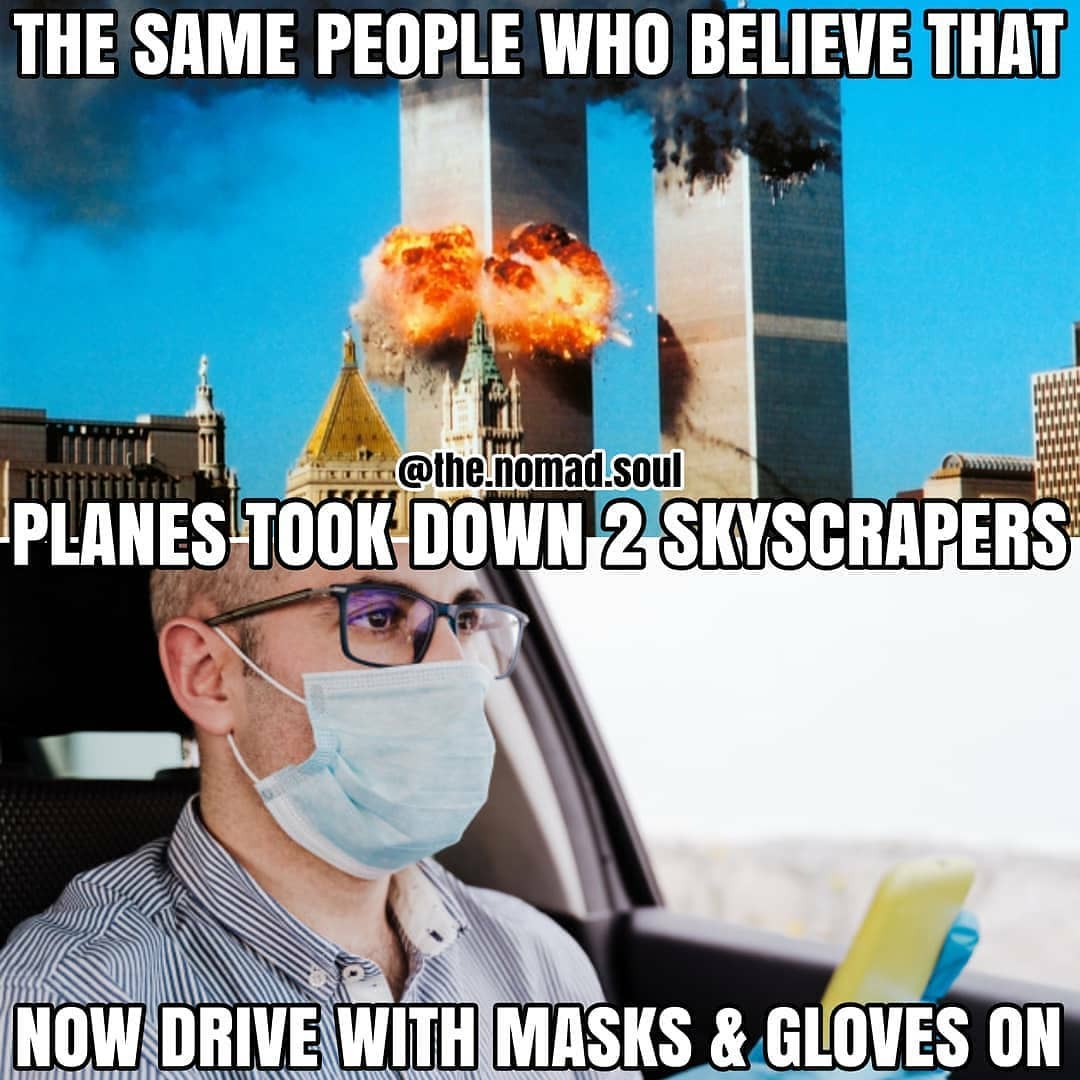 THE SAME PEOPLE WHO BELIEVE THAT
@the.nomad.soul
PLANES TOOK DOWN 2 SKYSCRAPERS
NOW DRIVE WITH MASKS & GLOVES ON